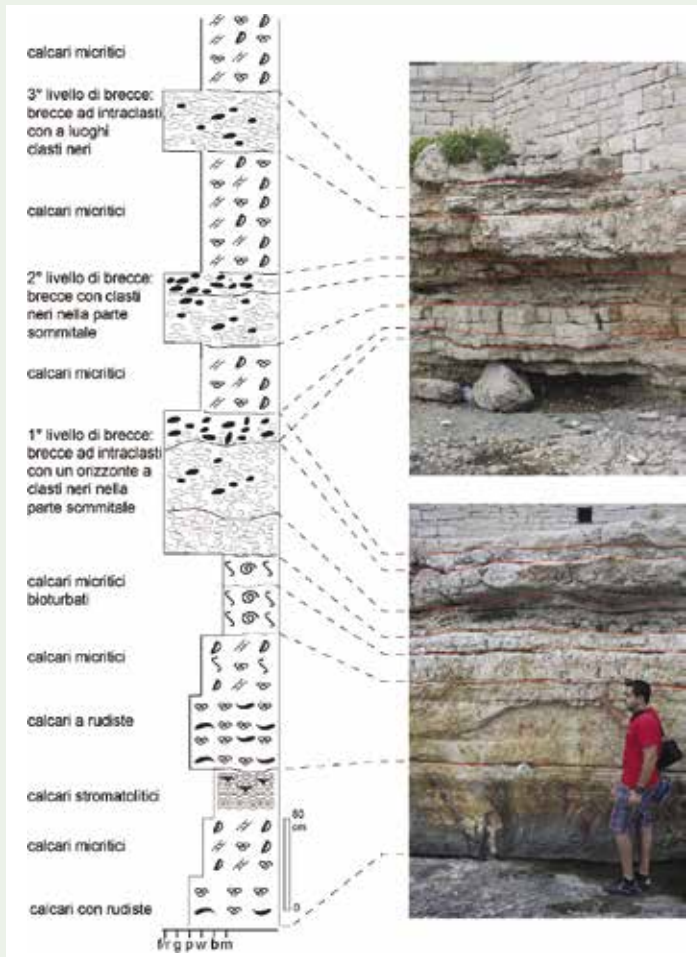 calcari micritici
3° livello di brecce:
brecce ad intraclasti
con a luoghi
clasti neri
calcari micritici
2° livello di brecce:
brecce con clasti
neri nella parte
sommitale
calcari micritici
1° livello di brecce:
brecce ad intraclasti
con un orizzonte a
clasti neri nella
parte sommitale
calcari micritici
bioturbati
calcari micritici
calcari a rudiste
calcari stromatolitici
80
cm
calcari micritici
0
calcari con rudiste
f/r g p w b m